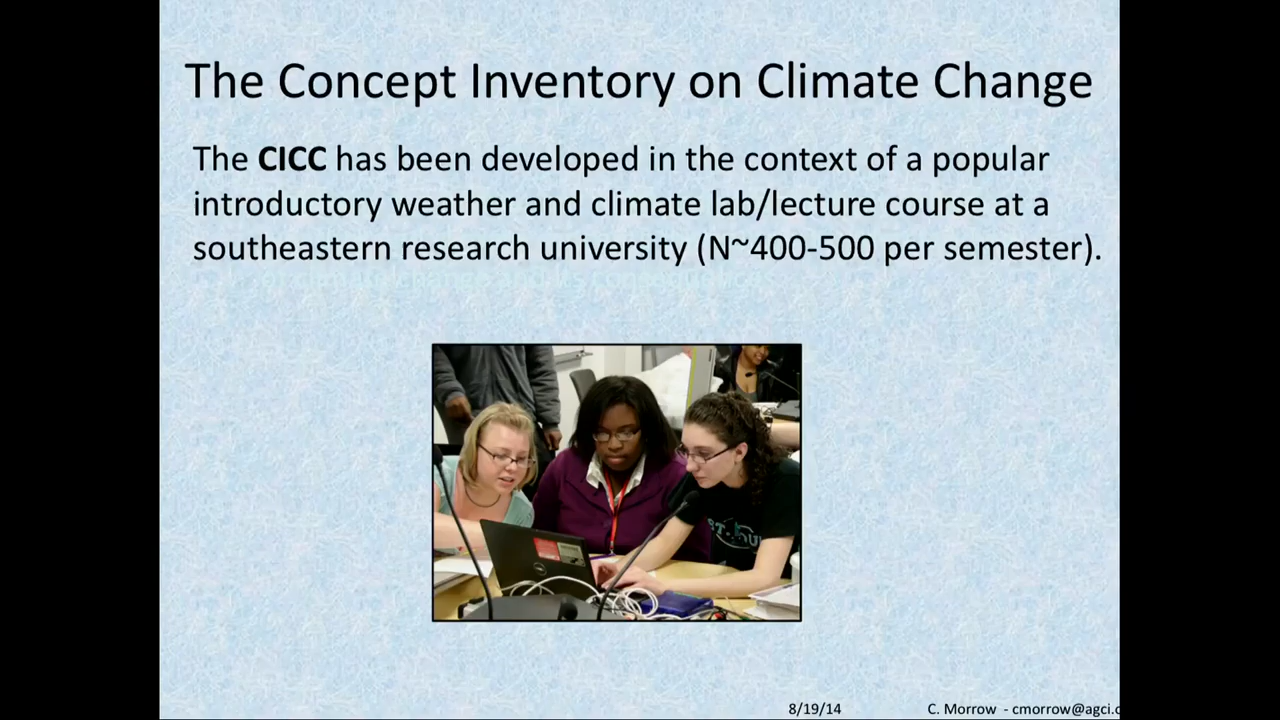 The Concept Inventory on Climate Change
The CICC has been developed in the context of a popular
introductory weather and climate lab/lecture course at a
southeastern research university (N~400-500 per semester).
8/19/14
C. Morrow - cmorrow@agci.c